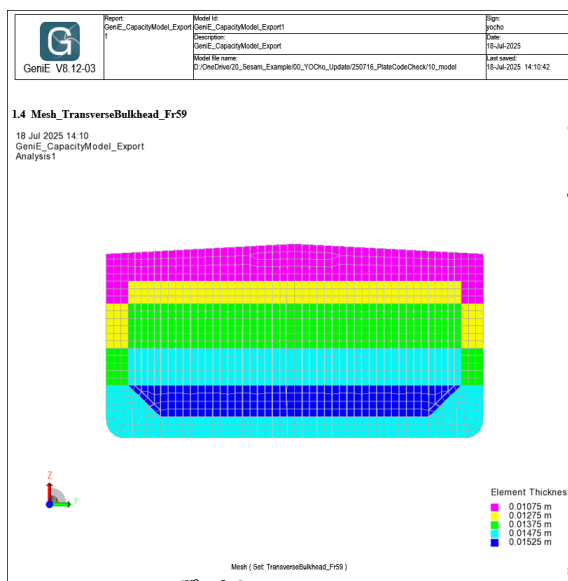 Report:
GeniE_CapacityModel_Export
1
Model Id:
GeniE_CapacityModel_Export1
Sign:
yocho
Description:
GeniE_CapacityModel_Export
Date:
18-Jul-2025
Model file name:
D:/OneDrive/20_Sesam_Example/00_YOCho_Update/250716_PlateCodeCheck/10_model
Last saved:
18-Jul-2025 14:10:42
G
GeniE V8.12-03
1.4 Mesh_TransverseBulkhead_Fr59
18 Jul 2025 14:10
GeniE_CapacityModel_Export
Analysis1
Z
Y
Element Thickness
0.01075 m
0.01275 m
0.01375 m
0.01475 m
0.01525 m
Mesh ( Set: TransverseBulkhead_Fr59 )